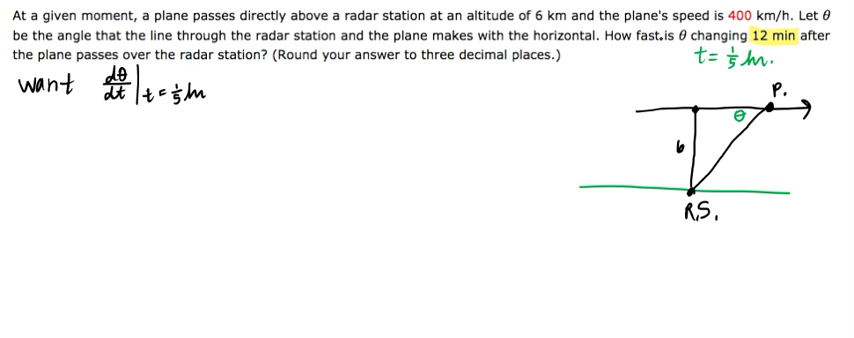 At a given moment, a plane passes directly above a radar station at an altitude of 6 km and the plane's speed is 400 km/h. Let θ
be the angle that the line through the radar station and the plane makes with the horizontal. How fast is θ changing 12 min after
the plane passes over the radar station? (Round your answer to three decimal places.)
t = 1/5 hr.
want dθ/dt | t = 1/5 hr
P.
θ
6
R.S.